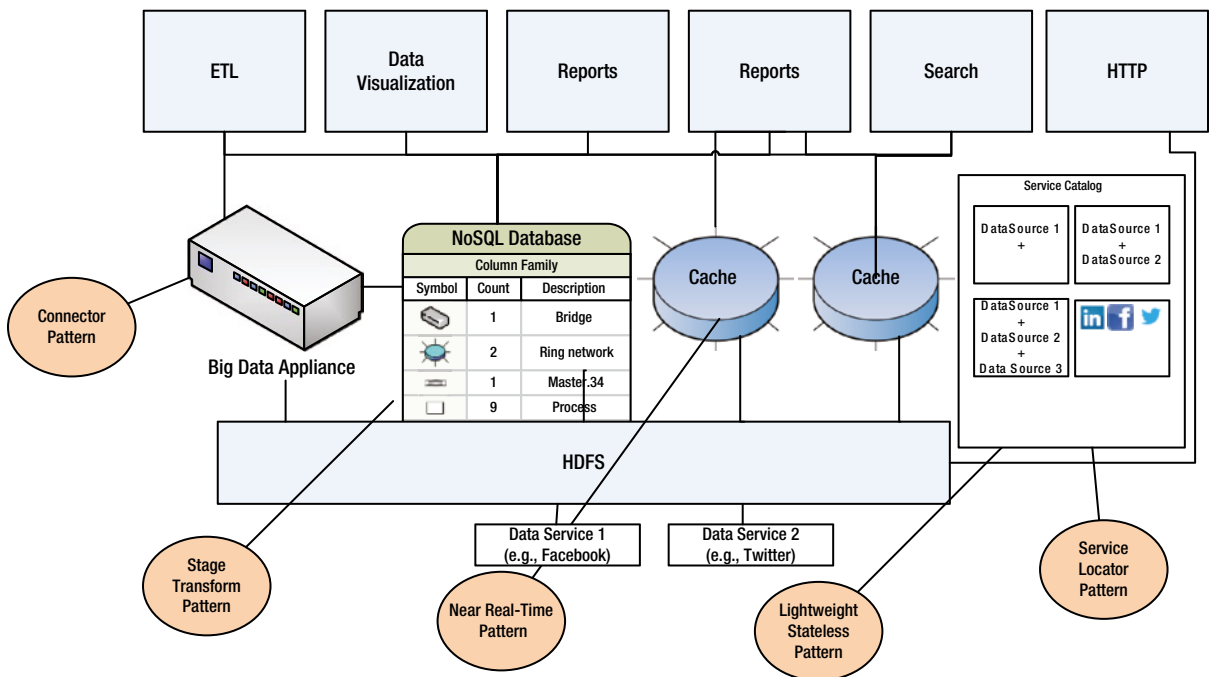 ETL
Data
Visualization
Reports
Reports
Search
HTTP
Service Catalog
DataSource 1
+
DataSource 1
+
DataSource 2
DataSource 1
+
DataSource 2
+
Data Source 3
in
f
NoSQL Database
Column Family
Symbol Count Description
1 Bridge
2 Ring network
1 Master.34
9 Process
Cache
Cache
Big Data Appliance
Connector
Pattern
HDFS
Data Service 1
(e.g., Facebook)
Data Service 2
(e.g., Twitter)
Stage
Transform
Pattern
Near Real-Time
Pattern
Lightweight
Stateless
Pattern
Service
Locator
Pattern